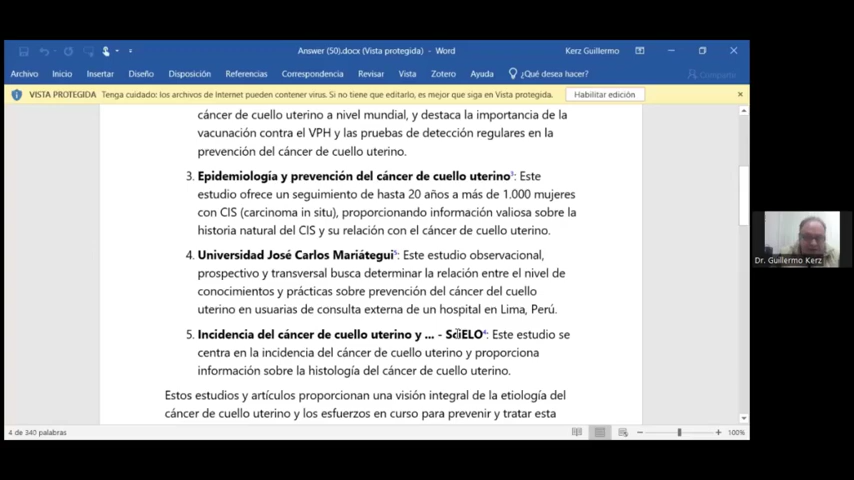 Answer (50).docx (Vista protegida) - Word
Kerz Guillermo
Archivo Inicio Insertar Diseño Disposición Referencias Correspondencia Revisar Vista Zotero Ayuda ¿Qué desea hacer? Compartir
VISTA PROTEGIDA Tenga cuidado: los archivos de Internet pueden contener virus. Si no tiene que editarlo, es mejor que siga en Vista protegida. Habilitar edición
cáncer de cuello uterino a nivel mundial, y destaca la importancia de la
vacunación contra el VPH y las pruebas de detección regulares en la
prevención del cáncer de cuello uterino.
3. Epidemiología y prevención del cáncer de cuello uterino³: Este
estudio ofrece un seguimiento de hasta 20 años a más de 1.000 mujeres
con CIS (carcinoma in situ), proporcionando información valiosa sobre la
historia natural del CIS y su relación con el cáncer de cuello uterino.
4. Universidad José Carlos Mariátegui⁵: Este estudio observacional,
prospectivo y transversal busca determinar la relación entre el nivel de
conocimientos y prácticas sobre prevención del cáncer del cuello
uterino en usuarias de consulta externa de un hospital en Lima, Perú.
5. Incidencia del cáncer de cuello uterino y ... - SciELO⁴: Este estudio se
centra en la incidencia del cáncer de cuello uterino y proporciona
información sobre la histología del cáncer de cuello uterino.
Estos estudios y artículos proporcionan una visión integral de la etiología del
cáncer de cuello uterino y los esfuerzos en curso para prevenir y tratar esta
Dr. Guillermo Kerz
4 de 340 palabras
100%